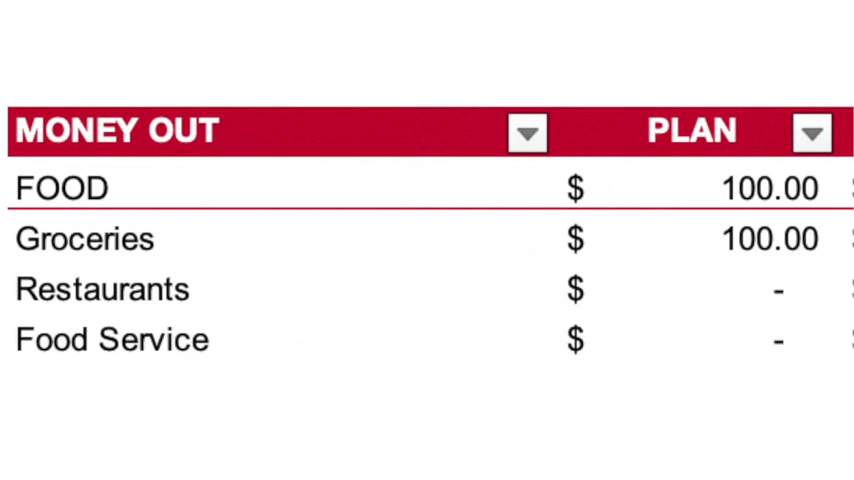 MONEY OUT PLAN
FOOD $ 100.00
Groceries $ 100.00
Restaurants $ -
Food Service $ -